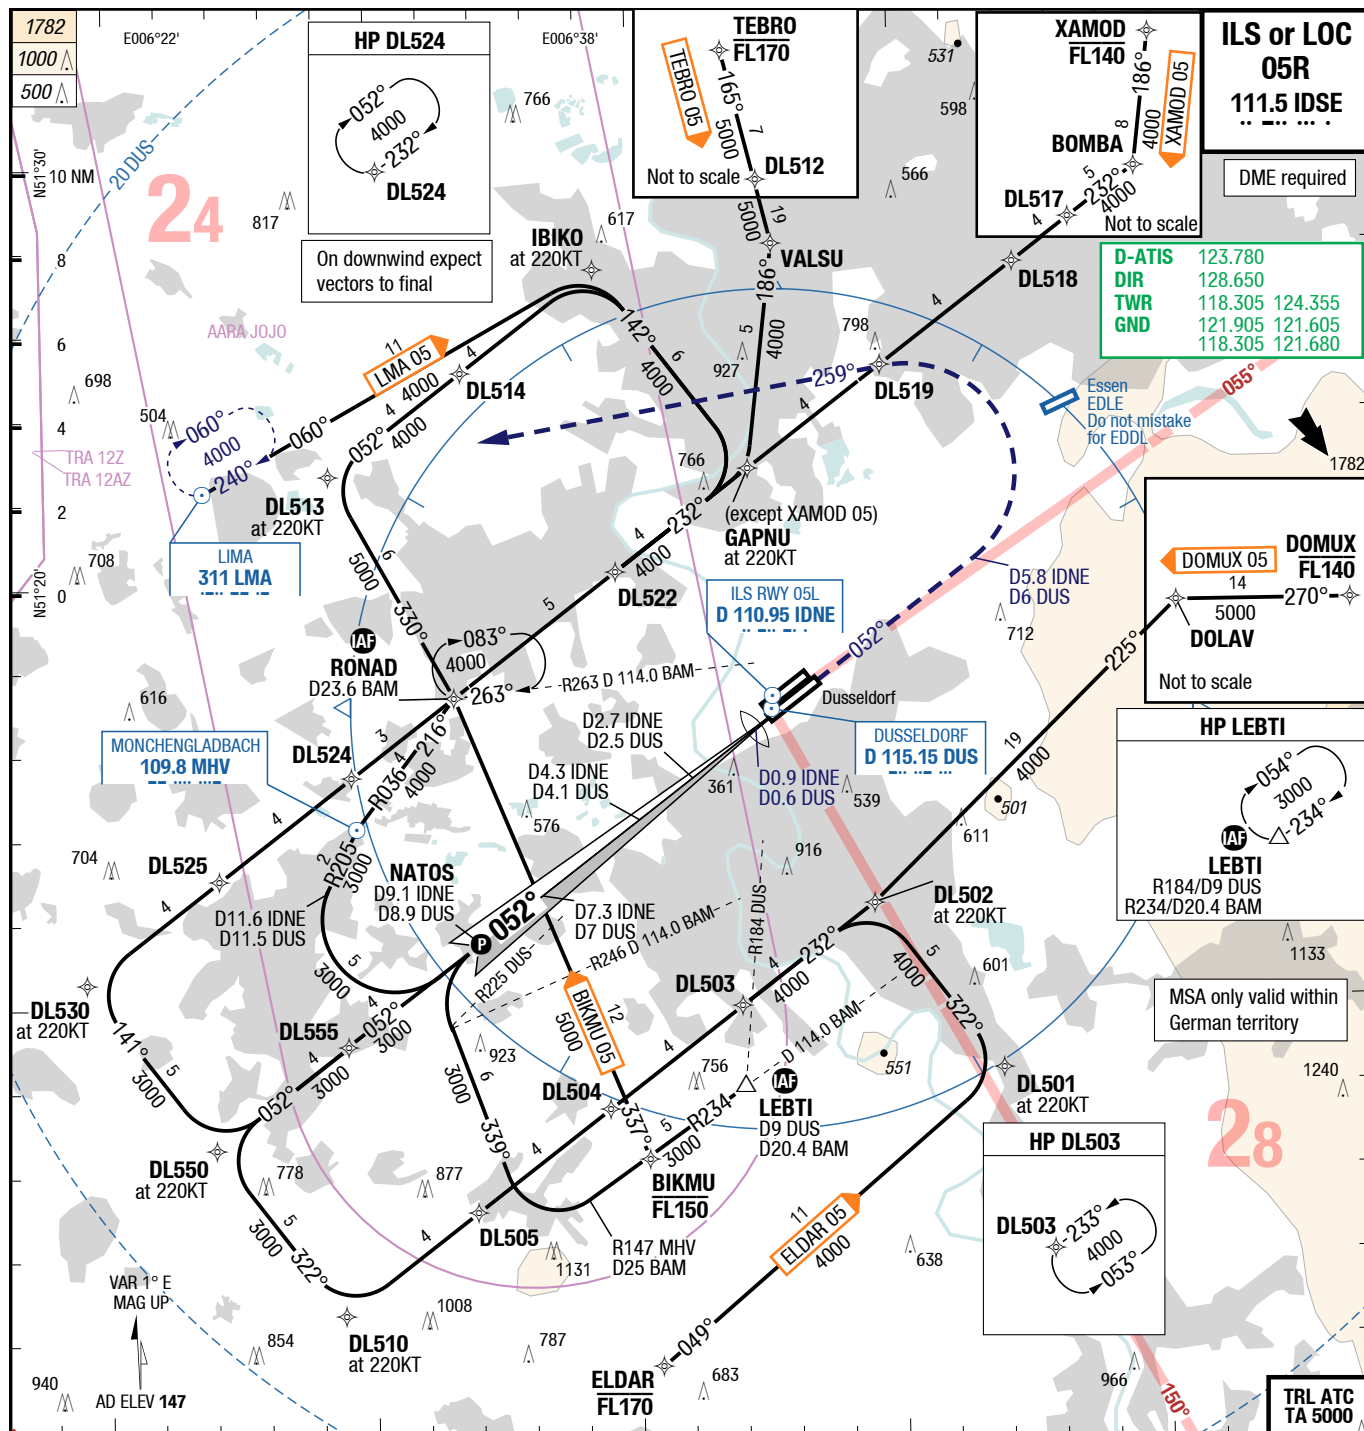 1782
1000
500
E006°22'
HP DL524
052°
4000
232°
DL524
On downwind expect
vectors to final
E006°38'
TEBRO
FL170
TEBRO 05
165°
5000
7
DL512
Not to scale
19
5000
VALSU
186°
5
4000
XAMOD
FL140
186°
XAMOD 05
8
4000
BOMBA
5
232°
4000
DL517
4
Not to scale
ILS or LOC
05R
111.5 IDSE
DME required
D-ATIS 123.780
DIR 128.650
TWR 118.305 124.355
GND 121.905 121.605
118.305 121.680
N51°30'
10 NM
8
6
4
2
0
N51°20'
20 DUS
24
766
817
617
531
598
566
IBIKO
at 220KT
DL518
4
AARA JOJO
11
LMA 05
4000
4
DL514
142°
6
4000
927
798
259°
DL519
4
Essen
EDLE
Do not mistake
for EDDL
055°
1782
698
504
060°
4000
240°
060°
052°
4
4000
TRA 12Z
TRA 12AZ
DL513
at 220KT
766
(except XAMOD 05)
GAPNU
at 220KT
232°
4
4000
DL522
LIMA
311 LMA
708
6
5000
330°
5
ILS RWY 05L
D 110.95 IDNE
D5.8 IDNE
D6 DUS
712
DOMUX
FL140
DOMUX 05
14
5000
270°
DOLAV
Not to scale
225°
IAF
RONAD
D23.6 BAM
083°
4000
263°
R263 D 114.0 BAM
052°
Dusseldorf
616
MONCHENGLADBACH
109.8 MHV
DL524
3
R036
4
216°
4000
D2.7 IDNE
D2.5 DUS
D4.3 IDNE
D4.1 DUS
DUSSELDORF
D 115.15 DUS
D0.9 IDNE
D0.6 DUS
361
539
576
19
4000
501
611
HP LEBTI
054°
3000
234°
IAF
LEBTI
R184/D9 DUS
R234/D20.4 BAM
704
DL525
4
4
2
R205
3000
NATOS
D9.1 IDNE
D8.9 DUS
P
052°
D7.3 IDNE
D7 DUS
R246 D 114.0 BAM
R225 DUS
R184 DUS
916
DL502
at 220KT
232°
4
4000
5
4000
322°
601
1133
MSA only valid within
German territory
D11.6 IDNE
D11.5 DUS
5
3000
DL530
at 220KT
141°
5
3000
DL555
4
052°
3000
4
3000
052°
BIKMU 05
12
5000
DL503
4
D 114.0 BAM
551
923
6
3000
339°
DL504
756
IAF
LEBTI
D9 DUS
D20.4 BAM
DL501
at 220KT
1240
28
337°
5
R234
3000
BIKMU
FL150
DL550
at 220KT
778
877
4
5
3000
322°
4
DL505
R147 MHV
D25 BAM
1131
11
ELDAR 05
4000
638
HP DL503
DL503
233°
4000
053°
VAR 1° E
MAG UP
AD ELEV 147
940
854
1008
DL510
at 220KT
787
049°
ELDAR
FL170
683
966
150°
TRL ATC
TA 5000